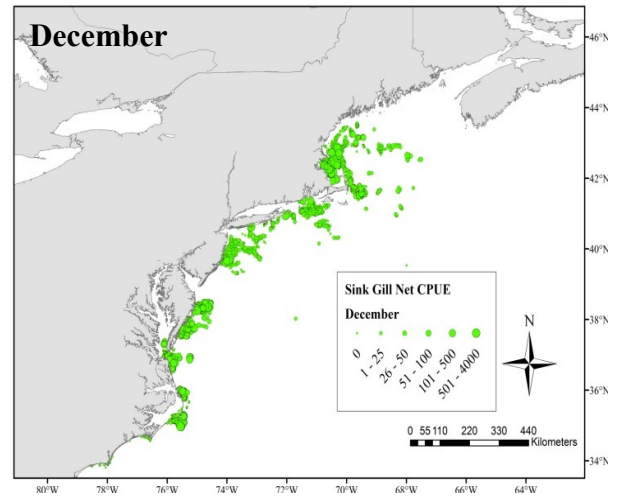 December
46°N
44°N
42°N
40°N
38°N
36°N
34°N
Sink Gill Net CPUE
December
0
1 - 25
26 - 50
51 - 100
101 - 500
501 - 4000
N
0 55 110 220 330 440
Kilometers
80°W 78°W 76°W 74°W 72°W 70°W 68°W 66°W 64°W